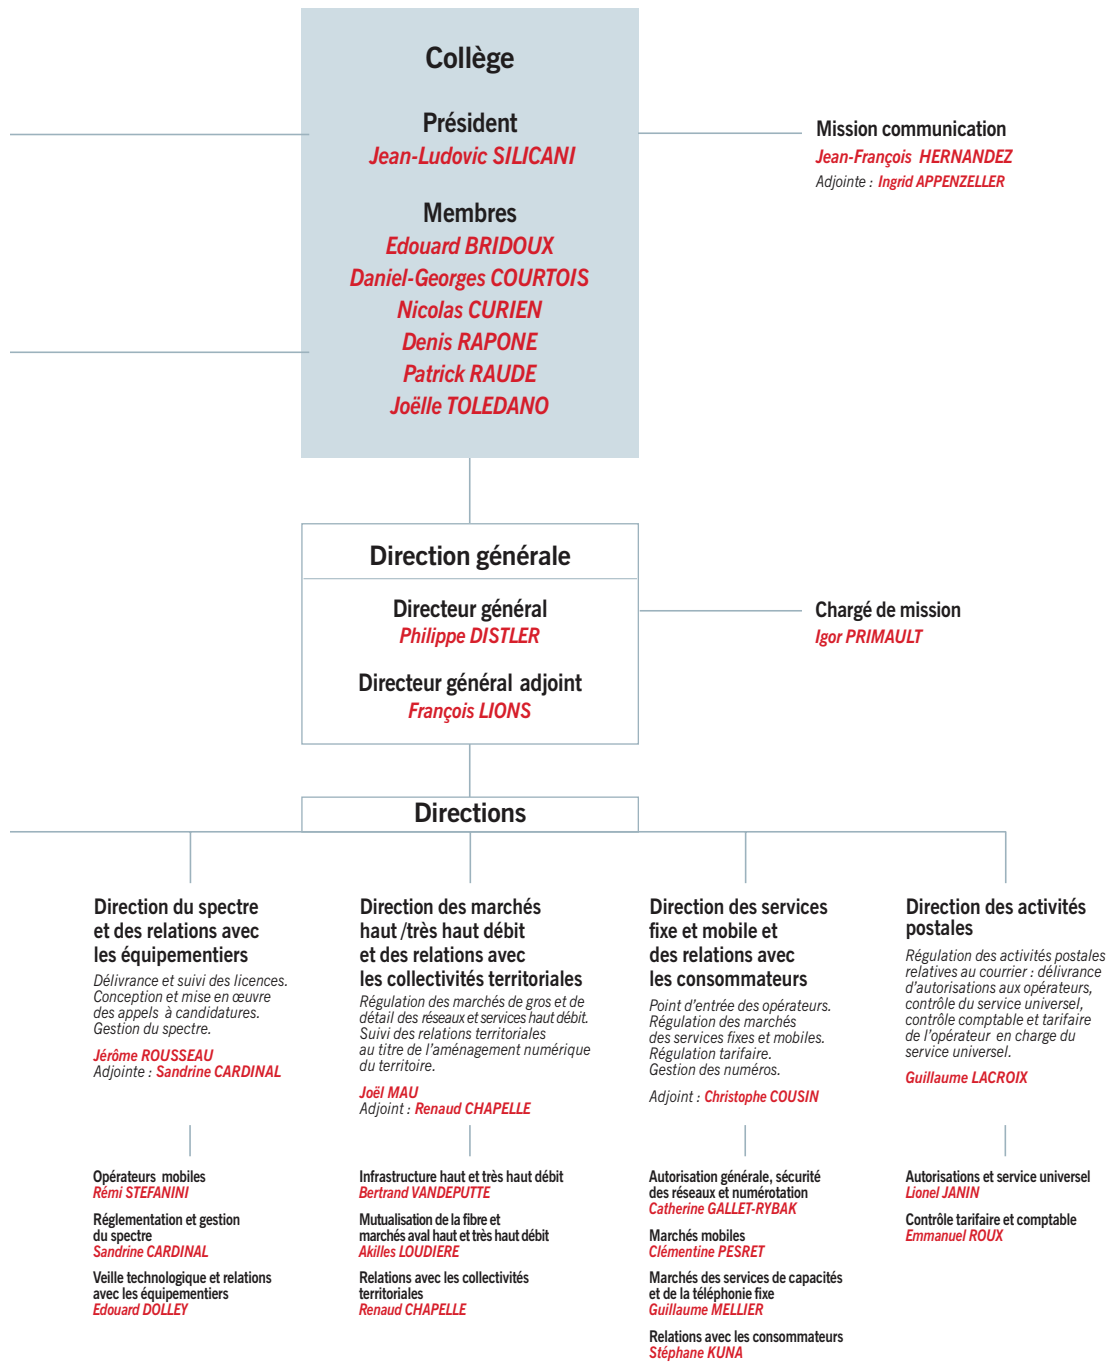 Collège
Président
Jean-Ludovic SILICANI
Membres
Edouard BRIDOUX
Daniel-Georges COURTOIS
Nicolas CURIEN
Denis RAPONE
Patrick RAUDE
Joëlle TOLEDANO
Mission communication
Jean-François HERNANDEZ
Adjointe : Ingrid APPENZELLER
Direction générale
Directeur général
Philippe DISTLER
Directeur général adjoint
François LIONS
Chargé de mission
Igor PRIMAULT
Directions
Direction du spectre
et des relations avec
les équipementiers
Délivrance et suivi des licences.
Conception et mise en œuvre
des appels à candidatures.
Gestion du spectre.
Jérôme ROUSSEAU
Adjointe : Sandrine CARDINAL
Opérateurs mobiles
Rémi STEFANINI
Réglementation et gestion
du spectre
Sandrine CARDINAL
Veille technologique et relations
avec les équipementiers
Edouard DOLLEY
Direction des marchés
haut /très haut débit
et des relations avec
les collectivités territoriales
Régulation des marchés de gros et de
détail des réseaux et services haut débit.
Suivi des relations territoriales
au titre de l'aménagement numérique
du territoire.
Joël MAU
Adjoint : Renaud CHAPELLE
Infrastructure haut et très haut débit
Bertrand VANDEPUTTE
Mutualisation de la fibre et
marchés aval haut et très haut débit
Akilles LOUDIERE
Relations avec les collectivités
territoriales
Renaud CHAPELLE
Direction des services
fixe et mobile et
des relations avec
les consommateurs
Point d'entrée des opérateurs.
Régulation des marchés
des services fixes et mobiles.
Régulation tarifaire.
Gestion des numéros.
Adjoint : Christophe COUSIN
Autorisation générale, sécurité
des réseaux et numérotation
Catherine GALLET-RYBAK
Marchés mobiles
Clémentine PESRET
Marchés des services de capacités
et de la téléphonie fixe
Guillaume MELLIER
Relations avec les consommateurs
Stéphane KUNA
Direction des activités
postales
Régulation des activités postales
relatives au courrier : délivrance
d'autorisations aux opérateurs,
contrôle du service universel,
contrôle comptable et tarifaire
de l'opérateur en charge du
service universel.
Guillaume LACROIX
Autorisations et service universel
Lionel JANIN
Contrôle tarifaire et comptable
Emmanuel ROUX